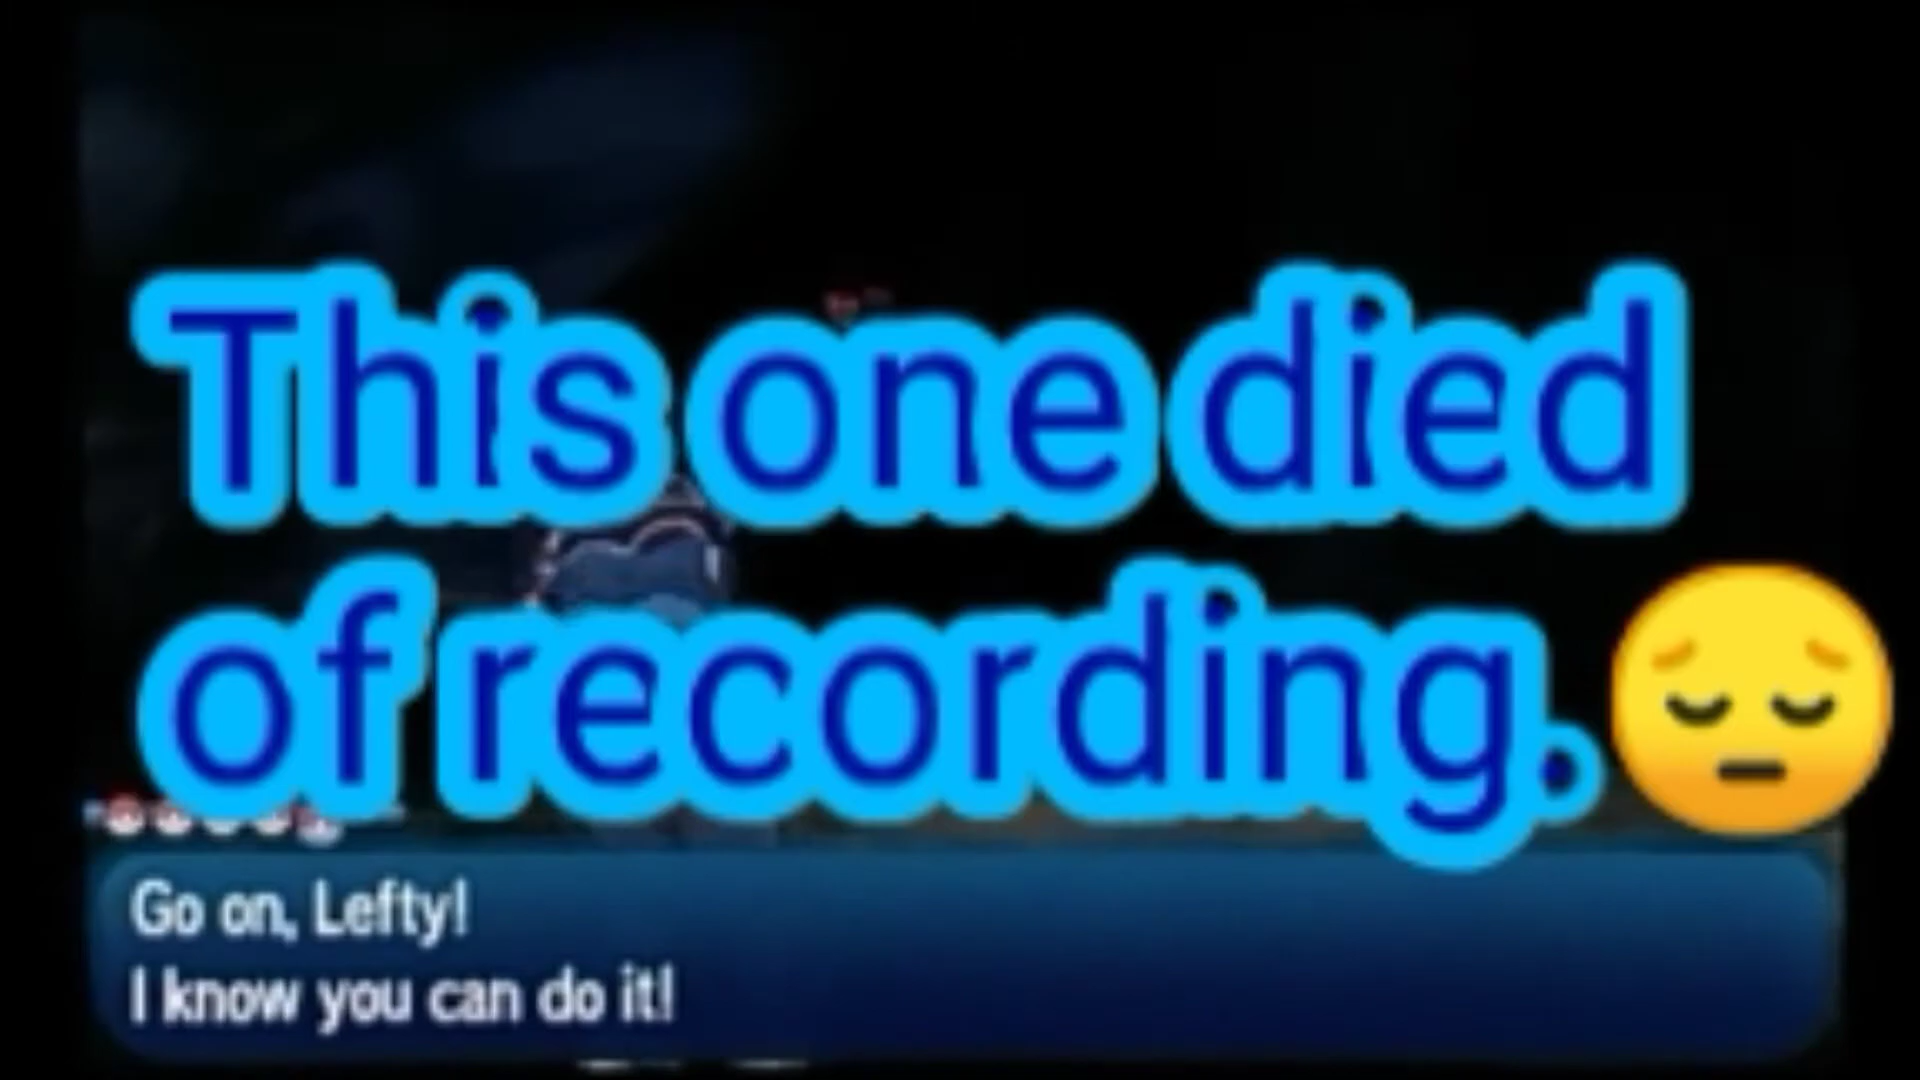 This one died
of recording.😔
Go on, Lefty!
I know you can do it!